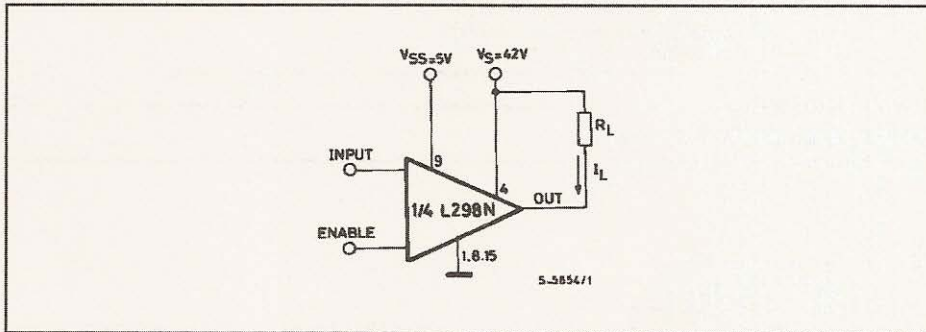 VSS=5V
VS=42V
RL
IL
INPUT
9
4
OUT
1/4 L298N
ENABLE
1.8.15
S-5854/1